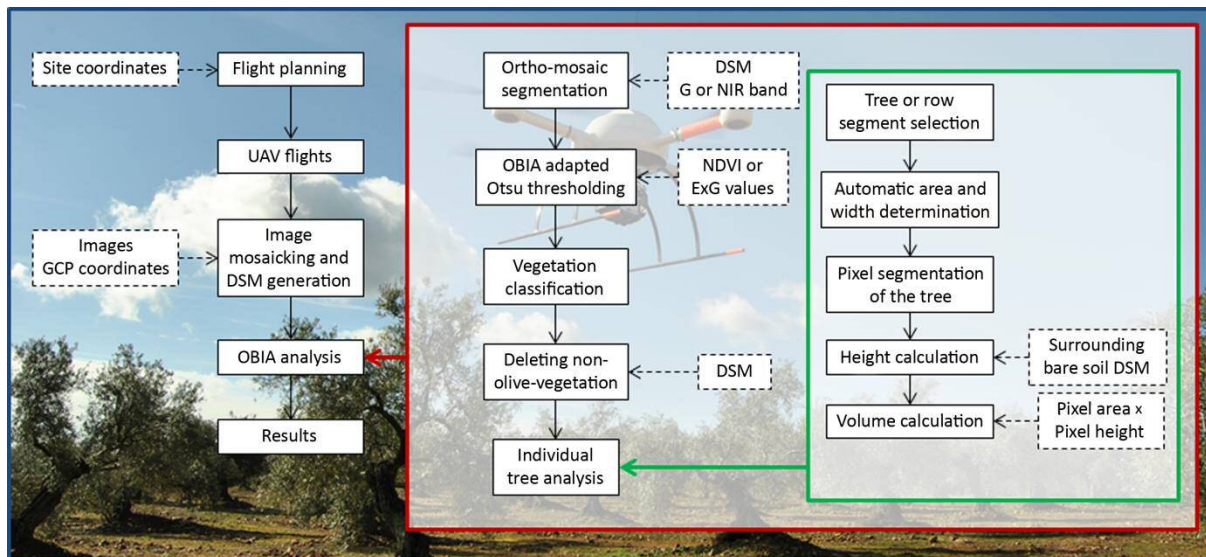 Site coordinates
Flight planning
UAV flights
Images
GCP coordinates
Image
mosaicking and
DSM generation
OBIA analysis
Results
Ortho-mosaic
segmentation
DSM
G or NIR band
OBIA adapted
Otsu thresholding
NDVI or
ExG values
Vegetation
classification
Deleting non-
olive-vegetation
DSM
Individual
tree analysis
Tree or row
segment selection
Automatic area and
width determination
Pixel segmentation
of the tree
Height calculation
Surrounding
bare soil DSM
Volume calculation
Pixel area x
Pixel height